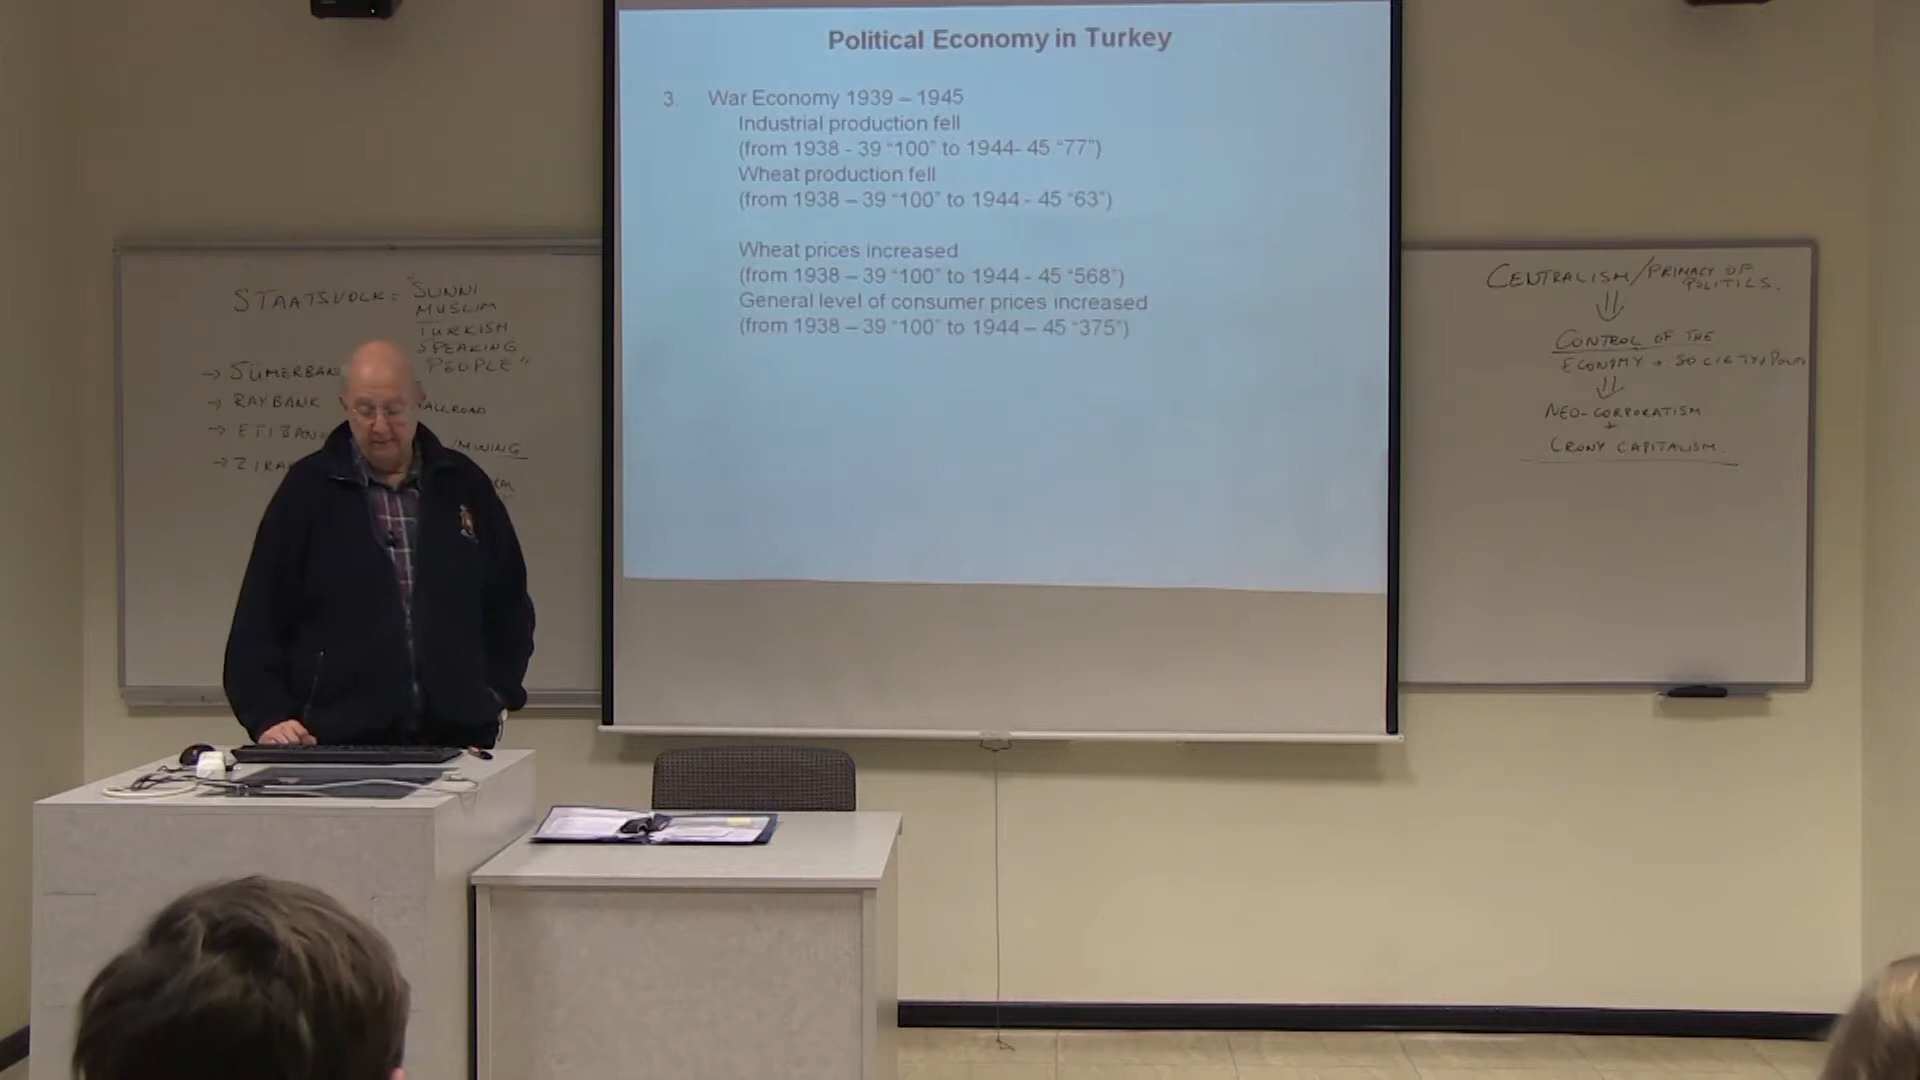 Political Economy in Turkey
3. War Economy 1939 – 1945
Industrial production fell
(from 1938 - 39 “100” to 1944- 45 “77”)
Wheat production fell
(from 1938 – 39 “100” to 1944 - 45 “63”)
Wheat prices increased
(from 1938 – 39 “100” to 1944 - 45 “568”)
General level of consumer prices increased
(from 1938 – 39 “100” to 1944 – 45 “375”)
STAATSVOLK = "SUNNI
MUSLIM
TURKISH
SPEAKING
PEOPLE"
→ SÜMERBAN
→ RAYBANK
→ ETIBAN /MINING
→ ZIRA
CENTRALISM/PRIMACY OF
POLITICS.
⇓
CONTROL OF THE
ECONOMY + SOCIETY
⇓
NEO-CORPORATISM
+
CRONY CAPITALISM.